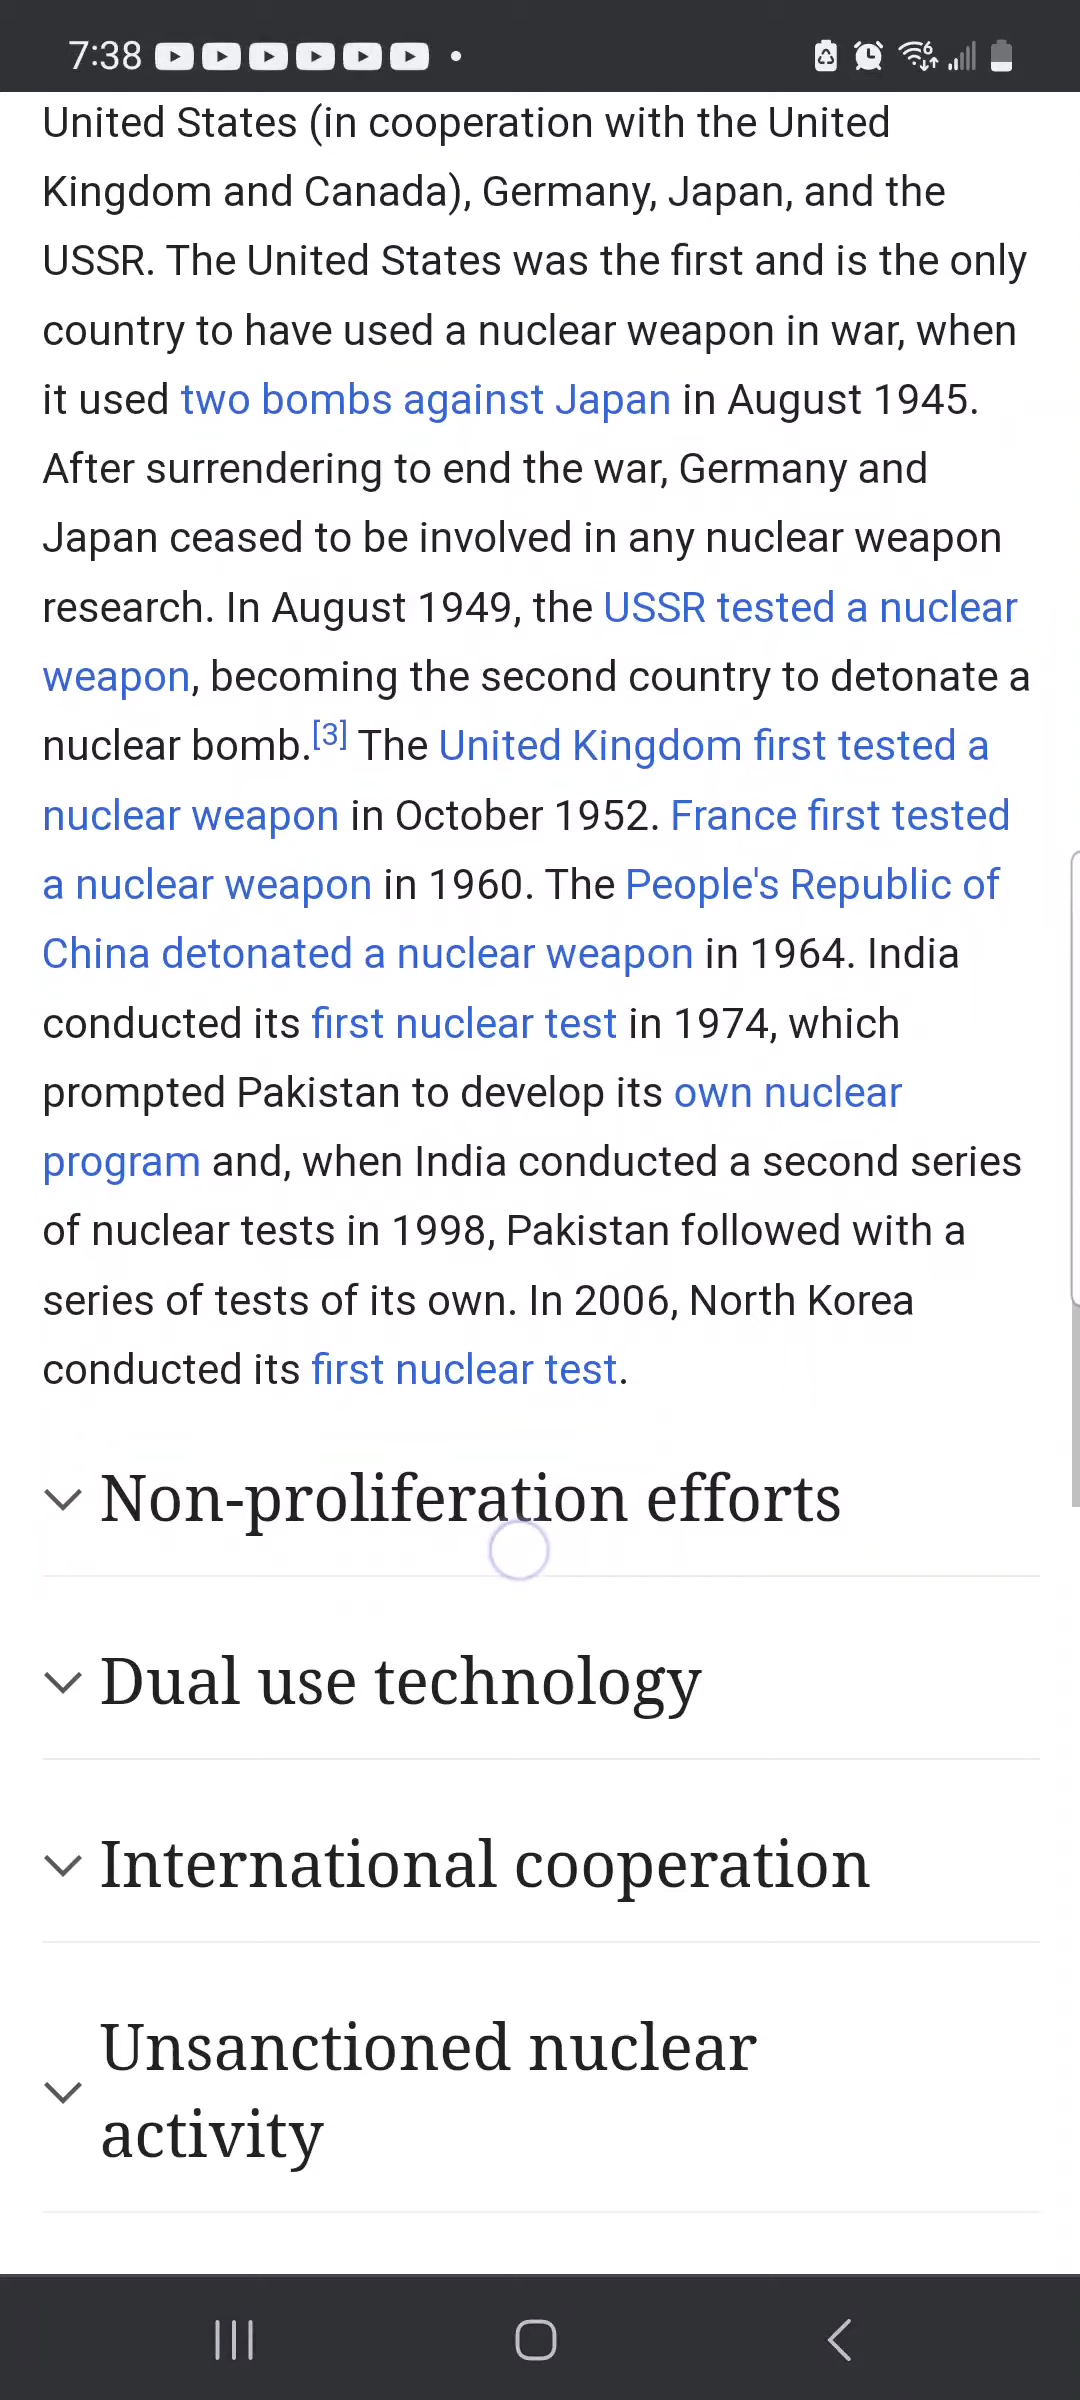 7:38
United States (in cooperation with the United
Kingdom and Canada), Germany, Japan, and the
USSR. The United States was the first and is the only
country to have used a nuclear weapon in war, when
it used two bombs against Japan in August 1945.
After surrendering to end the war, Germany and
Japan ceased to be involved in any nuclear weapon
research. In August 1949, the USSR tested a nuclear
weapon, becoming the second country to detonate a
nuclear bomb.[3] The United Kingdom first tested a
nuclear weapon in October 1952. France first tested
a nuclear weapon in 1960. The People's Republic of
China detonated a nuclear weapon in 1964. India
conducted its first nuclear test in 1974, which
prompted Pakistan to develop its own nuclear
program and, when India conducted a second series
of nuclear tests in 1998, Pakistan followed with a
series of tests of its own. In 2006, North Korea
conducted its first nuclear test.
Non-proliferation efforts
Dual use technology
International cooperation
Unsanctioned nuclear
activity